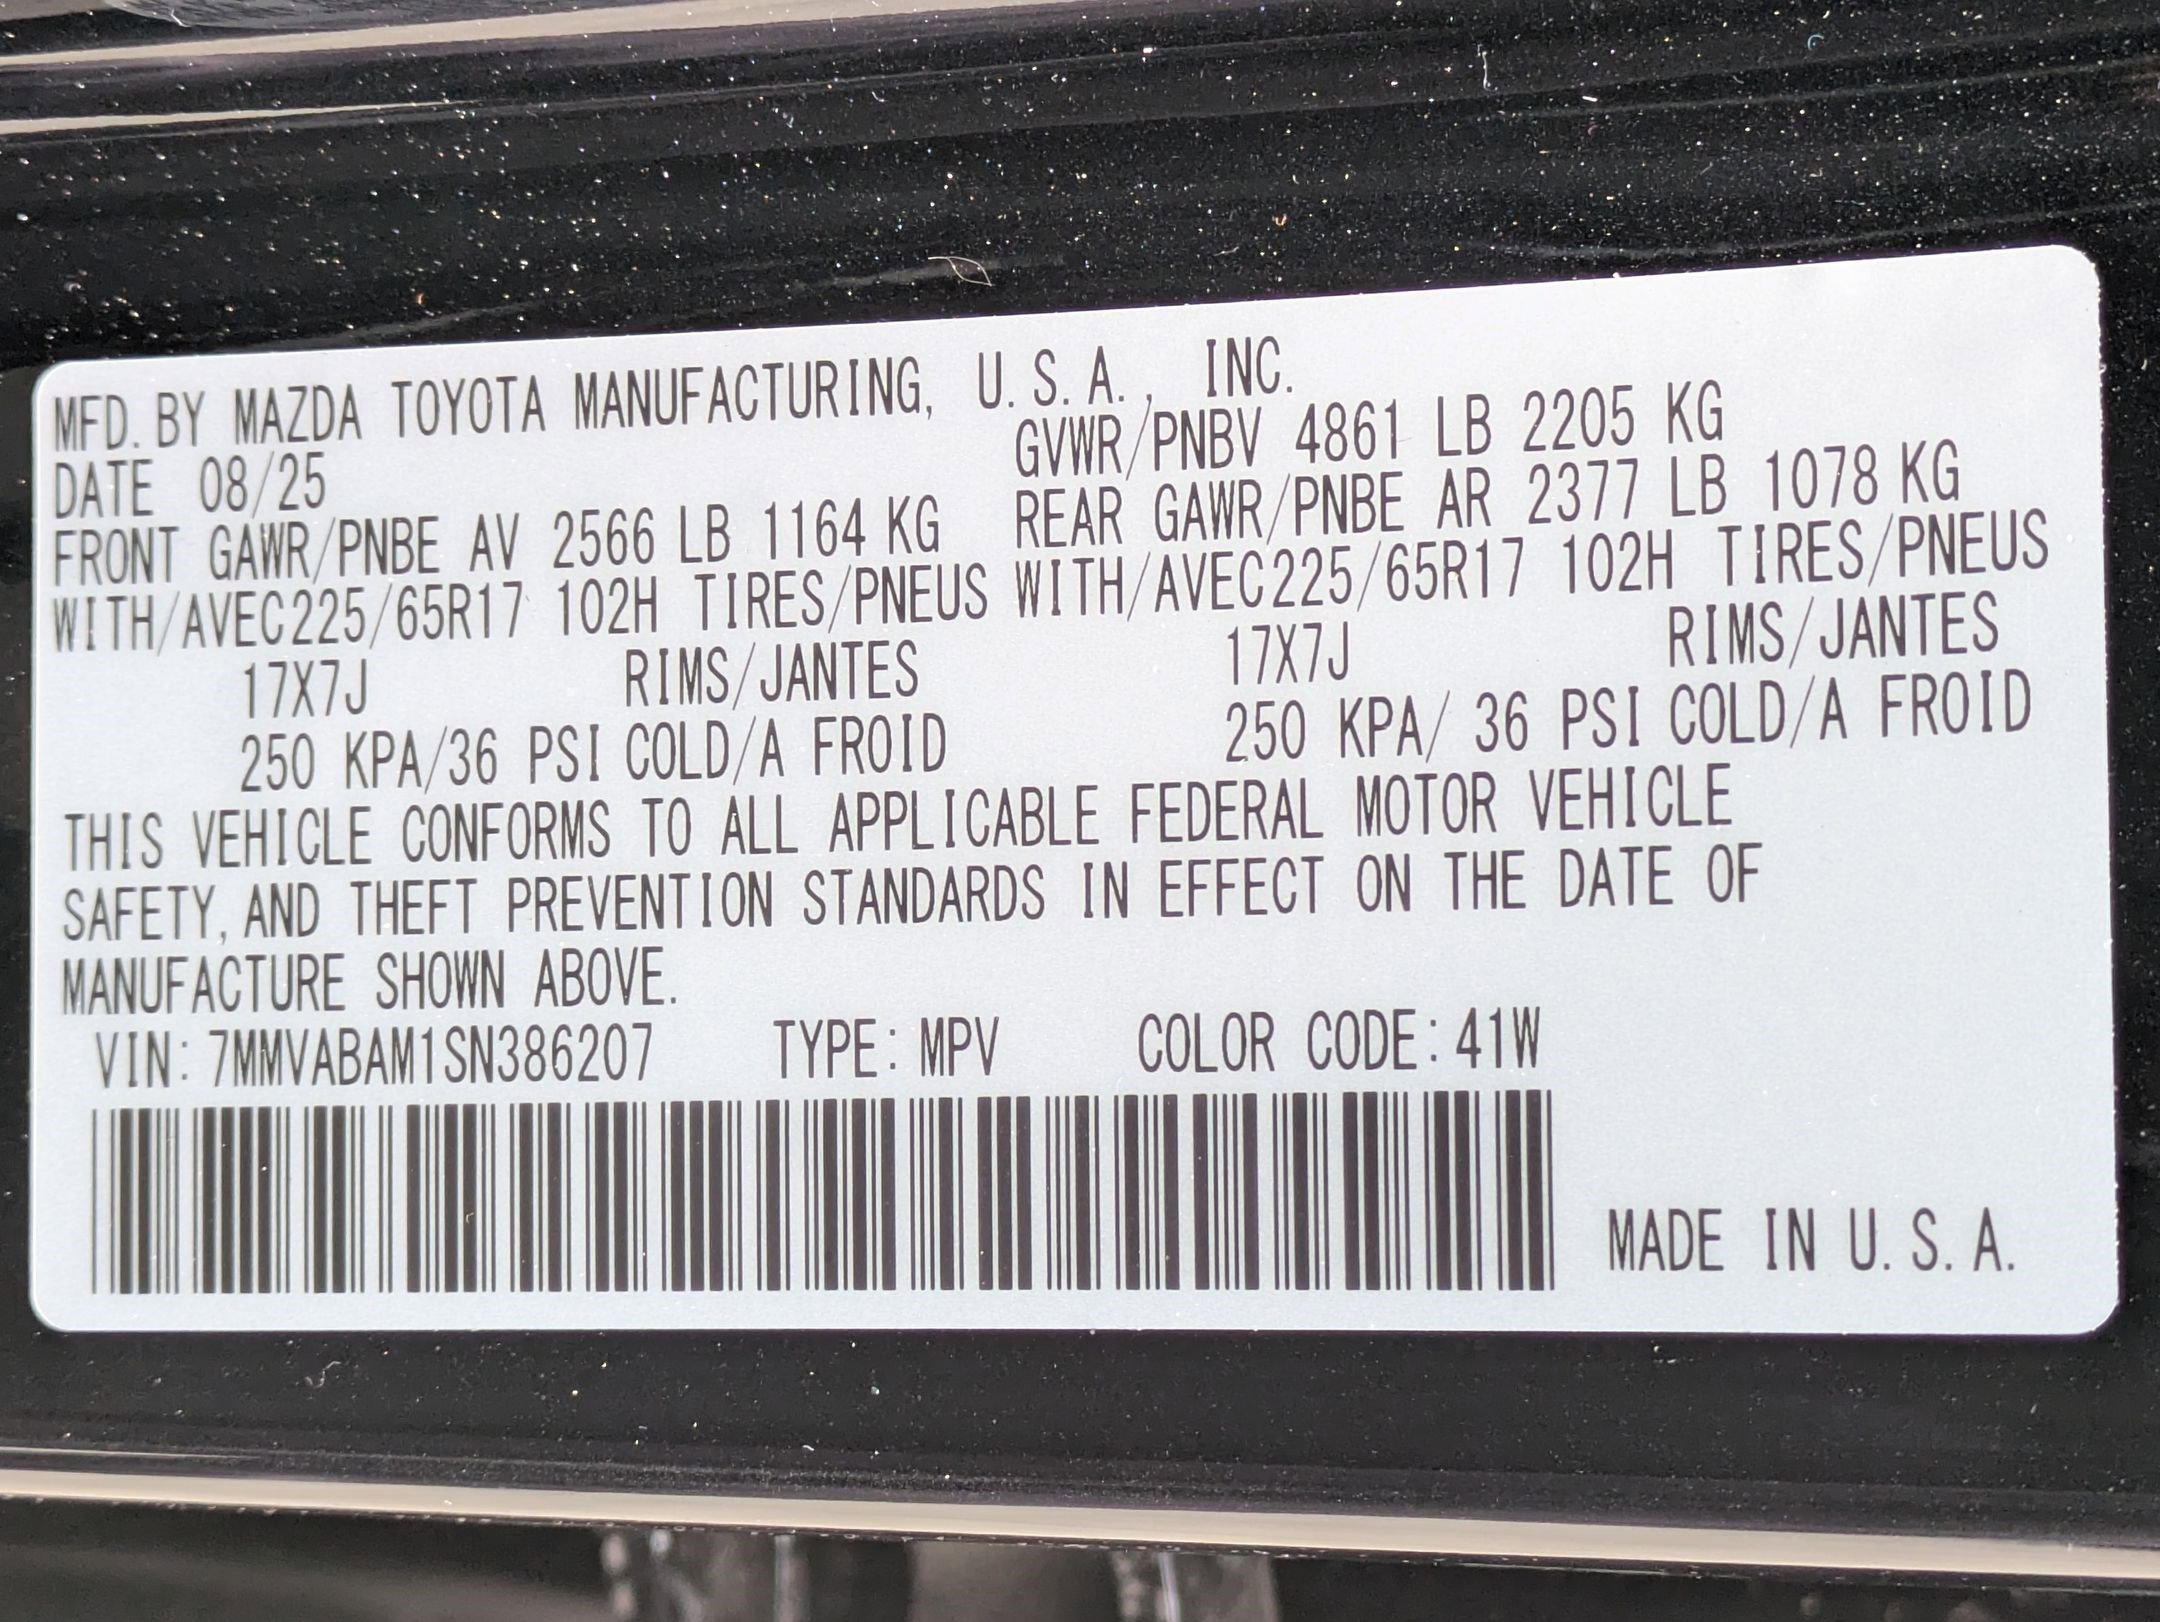 MFD. BY MAZDA TOYOTA MANUFACTURING, U.S.A., INC.
DATE 08/25 GVWR/PNBV 4861 LB 2205 KG
FRONT GAWR/PNBE AV 2566 LB 1164 KG REAR GAWR/PNBE AR 2377 LB 1078 KG
WITH/AVEC225/65R17 102H TIRES/PNEUS WITH/AVEC225/65R17 102H TIRES/PNEUS
17X7J RIMS/JANTES 17X7J RIMS/JANTES
250 KPA/36 PSI COLD/A FROID 250 KPA/ 36 PSI COLD/A FROID
THIS VEHICLE CONFORMS TO ALL APPLICABLE FEDERAL MOTOR VEHICLE
SAFETY, AND THEFT PREVENTION STANDARDS IN EFFECT ON THE DATE OF
MANUFACTURE SHOWN ABOVE.
VIN: 7MMVABAM1SN386207 TYPE: MPV COLOR CODE: 41W
MADE IN U.S.A.